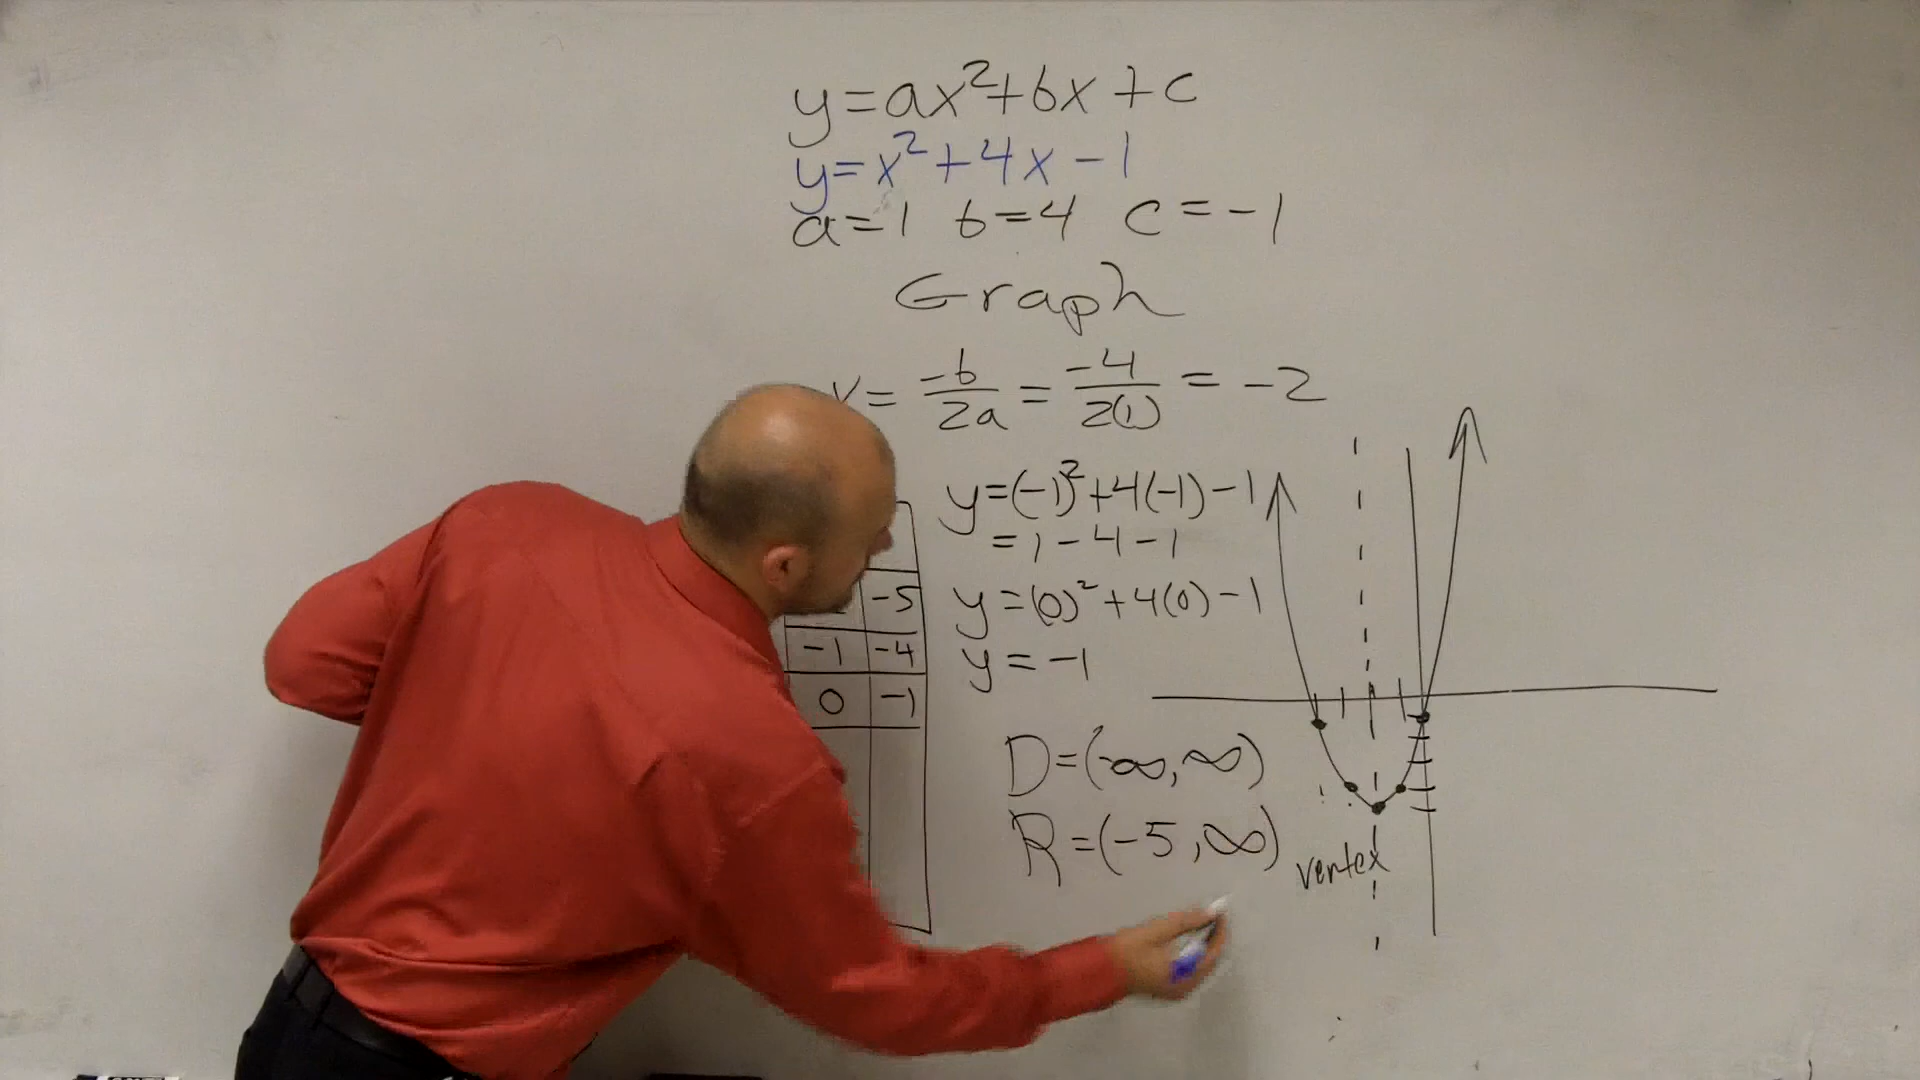 y=ax²+bx+c
y=x²+4x-1
a=1 b=4 c=-1
Graph
x = -b/2a = -4/2(1) = -2
y=(-1)²+4(-1)-1
= 1-4-1
-5
y=(0)²+4(0)-1
-1 -4
y=-1
0 -1
D=(-∞,∞)
R=(-5,∞)
vertex